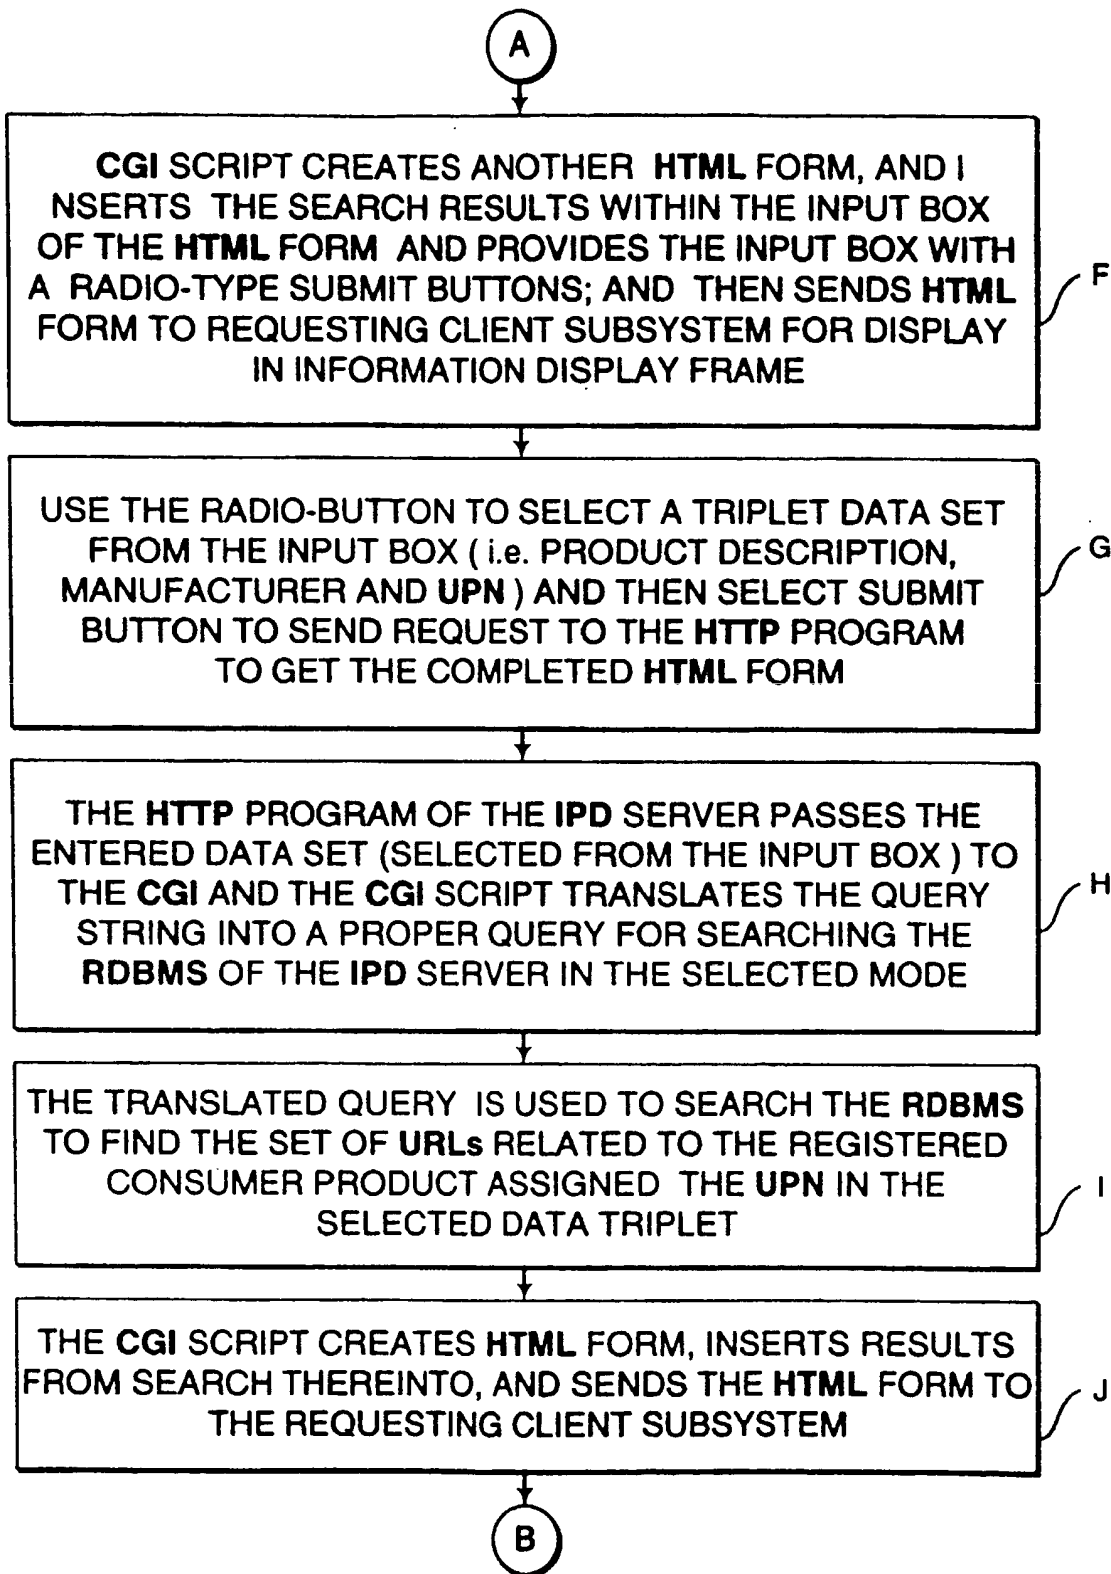 A
CGI SCRIPT CREATES ANOTHER HTML FORM, AND I
NSERTS THE SEARCH RESULTS WITHIN THE INPUT BOX
OF THE HTML FORM AND PROVIDES THE INPUT BOX WITH
A RADIO-TYPE SUBMIT BUTTONS; AND THEN SENDS HTML
FORM TO REQUESTING CLIENT SUBSYSTEM FOR DISPLAY
IN INFORMATION DISPLAY FRAME
F
USE THE RADIO-BUTTON TO SELECT A TRIPLET DATA SET
FROM THE INPUT BOX ( i.e. PRODUCT DESCRIPTION,
MANUFACTURER AND UPN ) AND THEN SELECT SUBMIT
BUTTON TO SEND REQUEST TO THE HTTP PROGRAM
TO GET THE COMPLETED HTML FORM
G
THE HTTP PROGRAM OF THE IPD SERVER PASSES THE
ENTERED DATA SET (SELECTED FROM THE INPUT BOX ) TO
THE CGI AND THE CGI SCRIPT TRANSLATES THE QUERY
STRING INTO A PROPER QUERY FOR SEARCHING THE
RDBMS OF THE IPD SERVER IN THE SELECTED MODE
H
THE TRANSLATED QUERY IS USED TO SEARCH THE RDBMS
TO FIND THE SET OF URLs RELATED TO THE REGISTERED
CONSUMER PRODUCT ASSIGNED THE UPN IN THE
SELECTED DATA TRIPLET
I
THE CGI SCRIPT CREATES HTML FORM, INSERTS RESULTS
FROM SEARCH THEREINTO, AND SENDS THE HTML FORM TO
THE REQUESTING CLIENT SUBSYSTEM
J
B